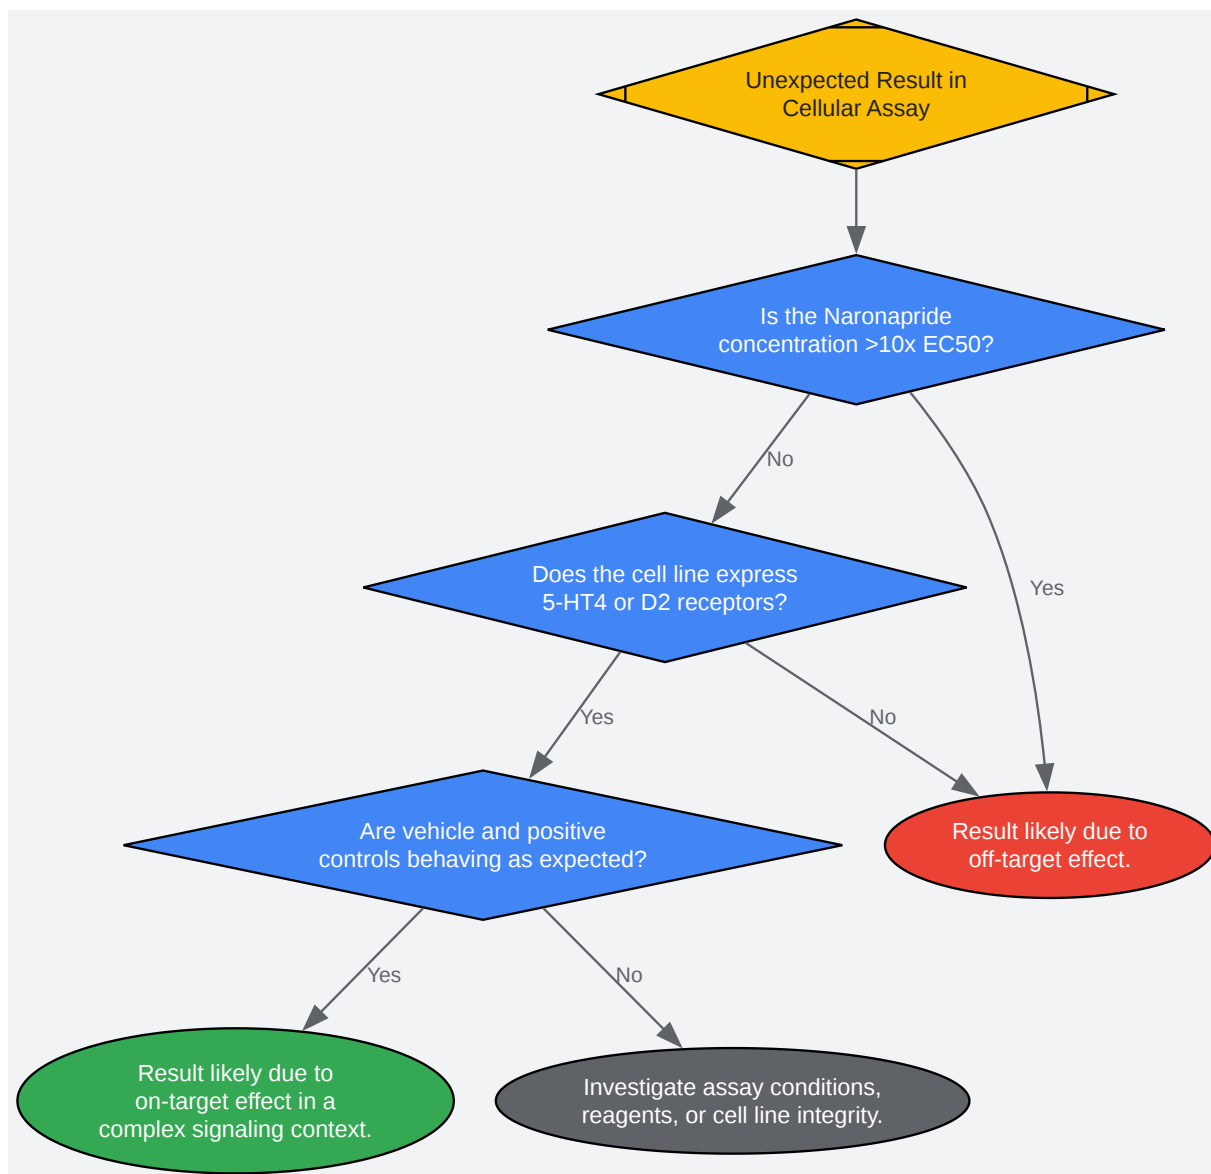 Unexpected Result in
Cellular Assay
Is the Naronapride
concentration >10x EC50?
No
Does the cell line express
5-HT4 or D2 receptors?
Yes
Yes
No
Are vehicle and positive
controls behaving as expected?
Result likely due to
off-target effect.
Yes
No
Result likely due to
on-target effect in a
complex signaling context.
Investigate assay conditions,
reagents, or cell line integrity.